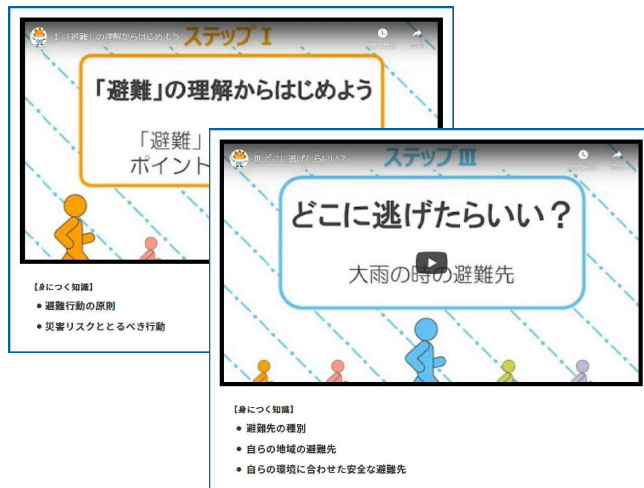 I 「避難」の理解からはじめよう
ステップ I
「避難」の理解からはじめよう
「避難」
ポイント
【身につく知識】
● 避難行動の原則
● 災害リスクととるべき行動
III どこに逃げたらいい？
ステップ III
どこに逃げたらいい？
大雨の時の避難先
【身につく知識】
● 避難先の種別
● 自らの地域の避難先
● 自らの環境に合わせた安全な避難先